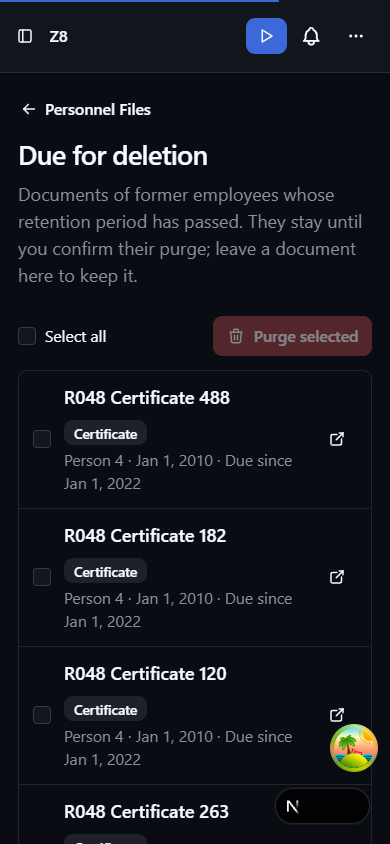 Z8
Personnel Files
Due for deletion
Documents of former employees whose
retention period has passed. They stay until
you confirm their purge; leave a document
here to keep it.
Select all
Purge selected
R048 Certificate 488
Certificate
Person 4 · Jan 1, 2010 · Due since
Jan 1, 2022
R048 Certificate 182
Certificate
Person 4 · Jan 1, 2010 · Due since
Jan 1, 2022
R048 Certificate 120
Certificate
Person 4 · Jan 1, 2010 · Due since
Jan 1, 2022
R048 Certificate 263
N